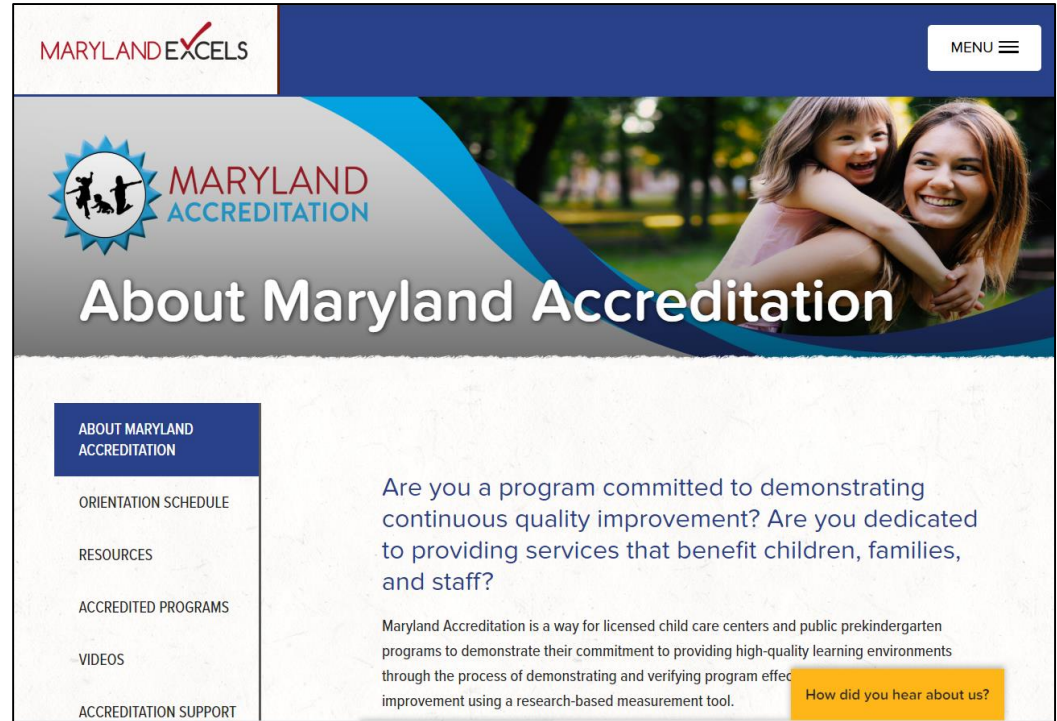 MARYLAND EXCELS
MENU
MARYLAND
ACCREDITATION
About Maryland Accreditation
ABOUT MARYLAND
ACCREDITATION
ORIENTATION SCHEDULE
RESOURCES
ACCREDITED PROGRAMS
VIDEOS
ACCREDITATION SUPPORT
Are you a program committed to demonstrating
continuous quality improvement? Are you dedicated
to providing services that benefit children, families,
and staff?
Maryland Accreditation is a way for licensed child care centers and public prekindergarten
programs to demonstrate their commitment to providing high-quality learning environments
through the process of demonstrating and verifying program effec
improvement using a research-based measurement tool.
How did you hear about us?